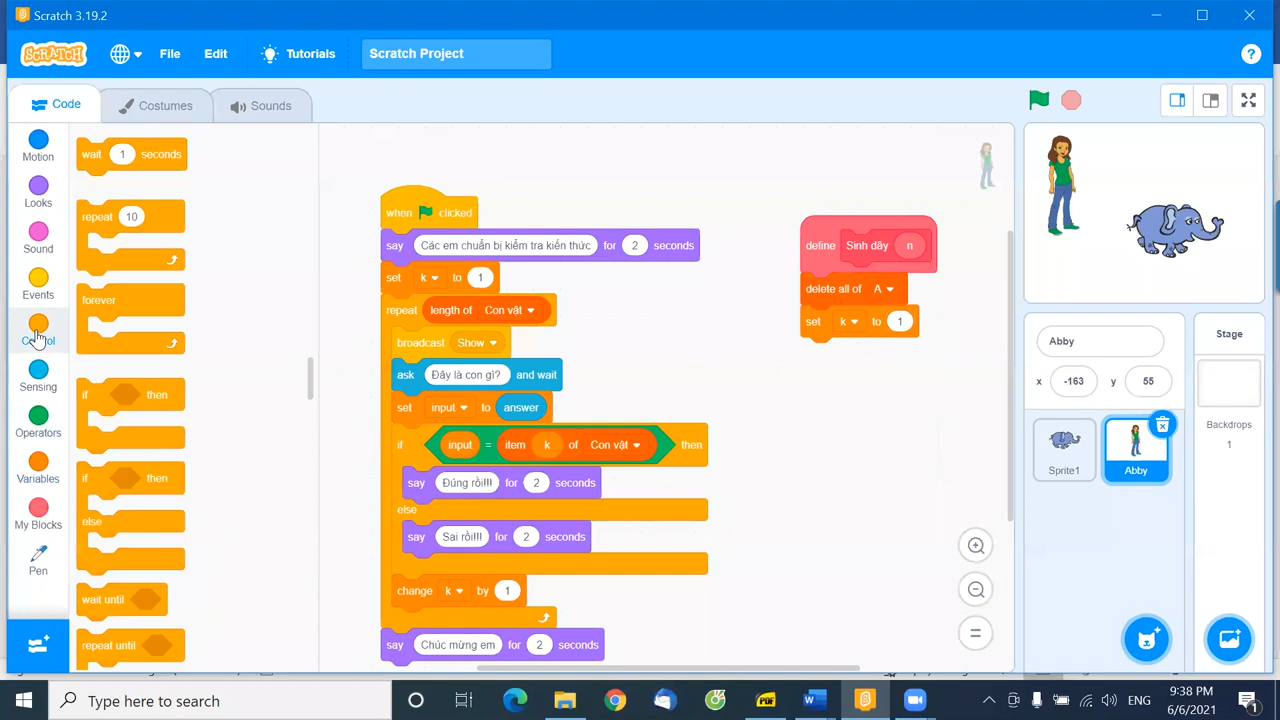 Scratch 3.19.2
SCRATCH
File
Edit
Tutorials
Scratch Project
?
Code
Costumes
Sounds
Motion
Looks
Sound
Events
Control
Sensing
Operators
Variables
My Blocks
Pen
wait 1 seconds
repeat 10
forever
if then
if then
else
wait until
repeat until
when clicked
say Các em chuẩn bị kiểm tra kiến thức for 2 seconds
set k to 1
repeat length of Con vật
broadcast Show
ask Đây là con gì? and wait
set input to answer
if input = item k of Con vật then
say Đúng rồi!!! for 2 seconds
else
say Sai rồi!!! for 2 seconds
change k by 1
say Chúc mừng em for 2 seconds
define Sinh dãy n
delete all of A
set k to 1
Abby
x -163 y 55
Sprite1
Abby
Stage
Backdrops
1
Type here to search
ENG
9:38 PM
6/6/2021
1